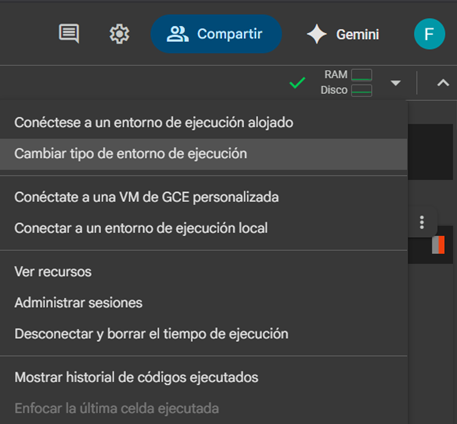 Compartir
Gemini
F
RAM
Disco
Conéctese a un entorno de ejecución alojado
Cambiar tipo de entorno de ejecución
Conéctate a una VM de GCE personalizada
Conectar a un entorno de ejecución local
Ver recursos
Administrar sesiones
Desconectar y borrar el tiempo de ejecución
Mostrar historial de códigos ejecutados
Enfocar la última celda ejecutada